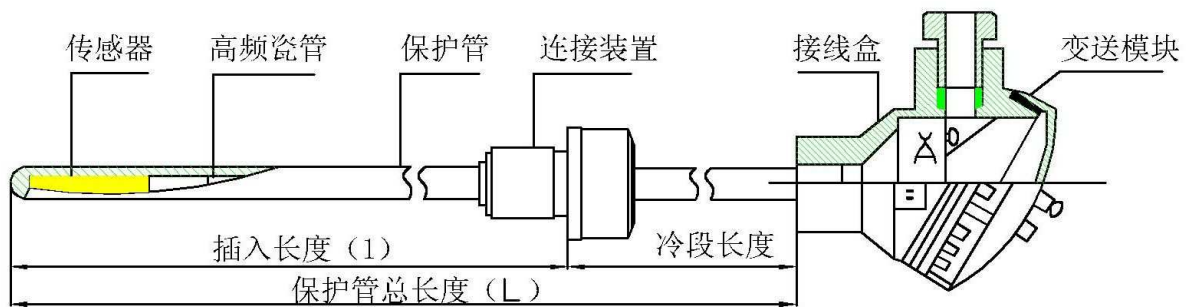 传感器
高频瓷管
保护管
连接装置
接线盒
变送模块
插入长度(1)
冷段长度
保护管总长度(L)